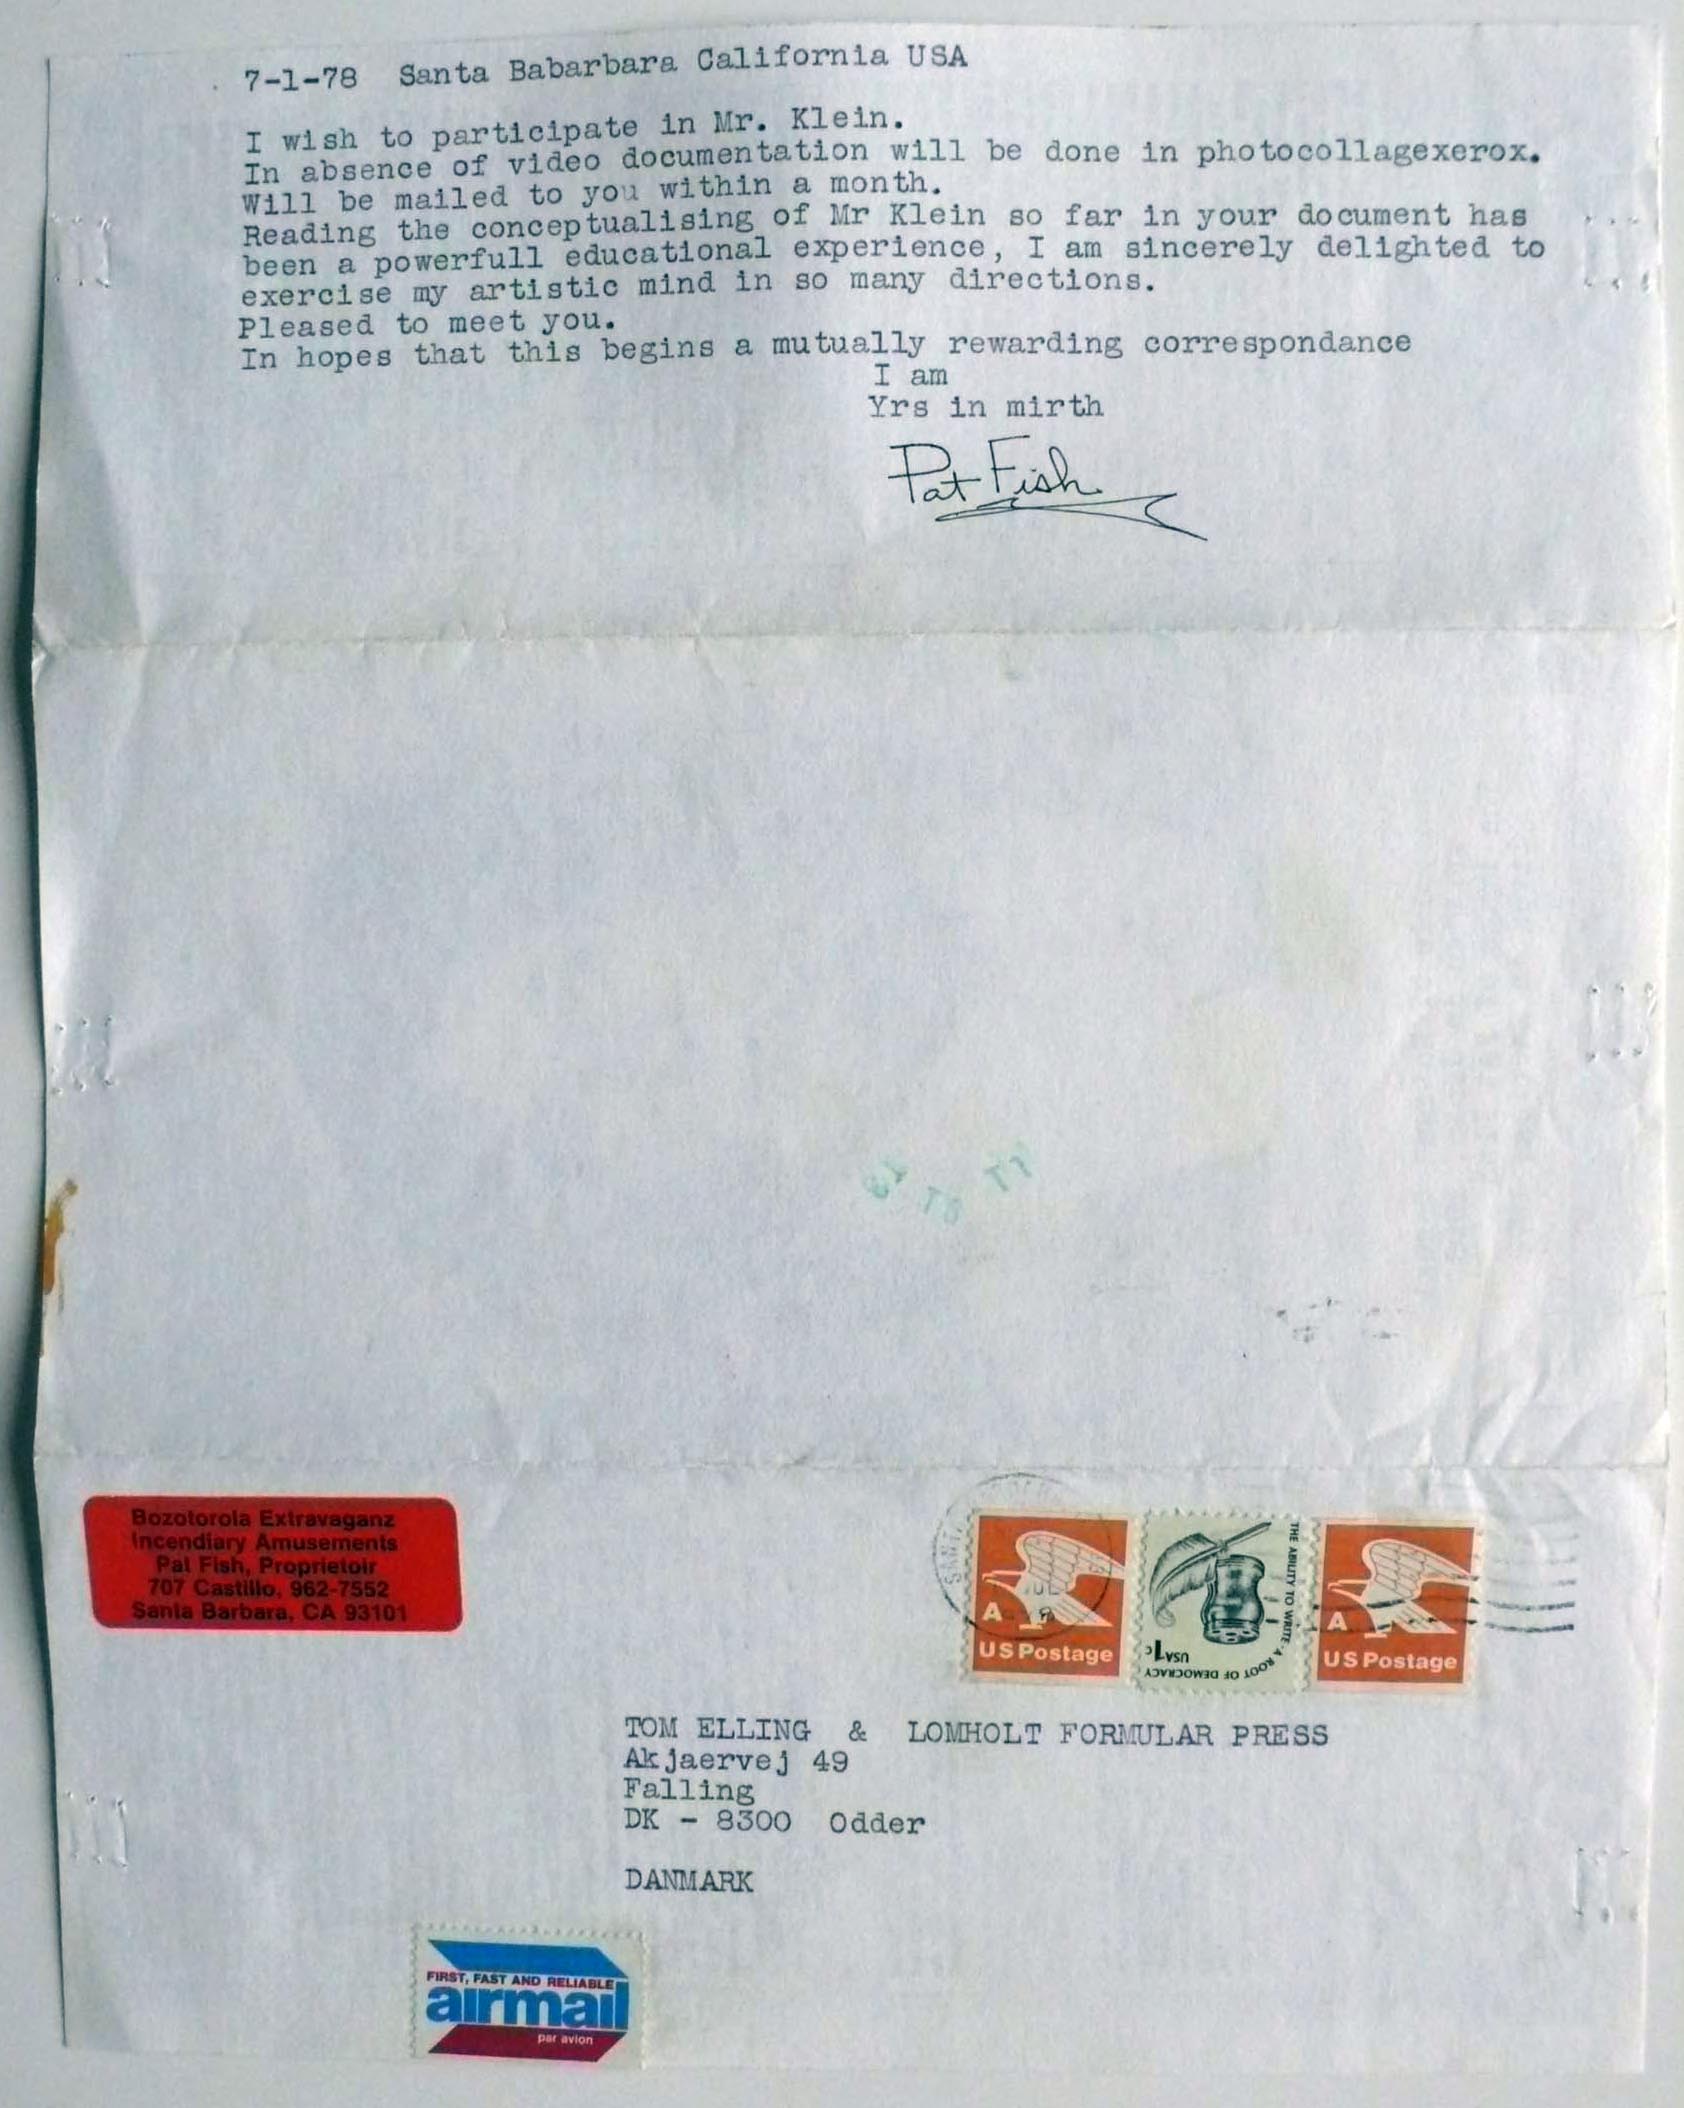 7-1-78 Santa Babarbara California USA
I wish to participate in Mr. Klein.
In absence of video documentation will be done in photocollagexerox.
Will be mailed to you within a month.
Reading the conceptualising of Mr Klein so far in your document has
been a powerfull educational experience, I am sincerely delighted to
exercise my artistic mind in so many directions.
Pleased to meet you.
In hopes that this begins a mutually rewarding correspondance
I am
Yrs in mirth
Pat Fish
Bozotorola Extravaganz
Incendiary Amusements
Pat Fish, Proprietoir
707 Castillo, 962-7552
Santa Barbara, CA 93101
A
US Postage
THE ABILITY TO WRITE·A ROOT OF DEMOCRACY
USA 1c
A
US Postage
TOM ELLING & LOMHOLT FORMULAR PRESS
Akjaervej 49
Falling
DK - 8300 Odder
DANMARK
FIRST, FAST AND RELIABLE
airmail
par avion